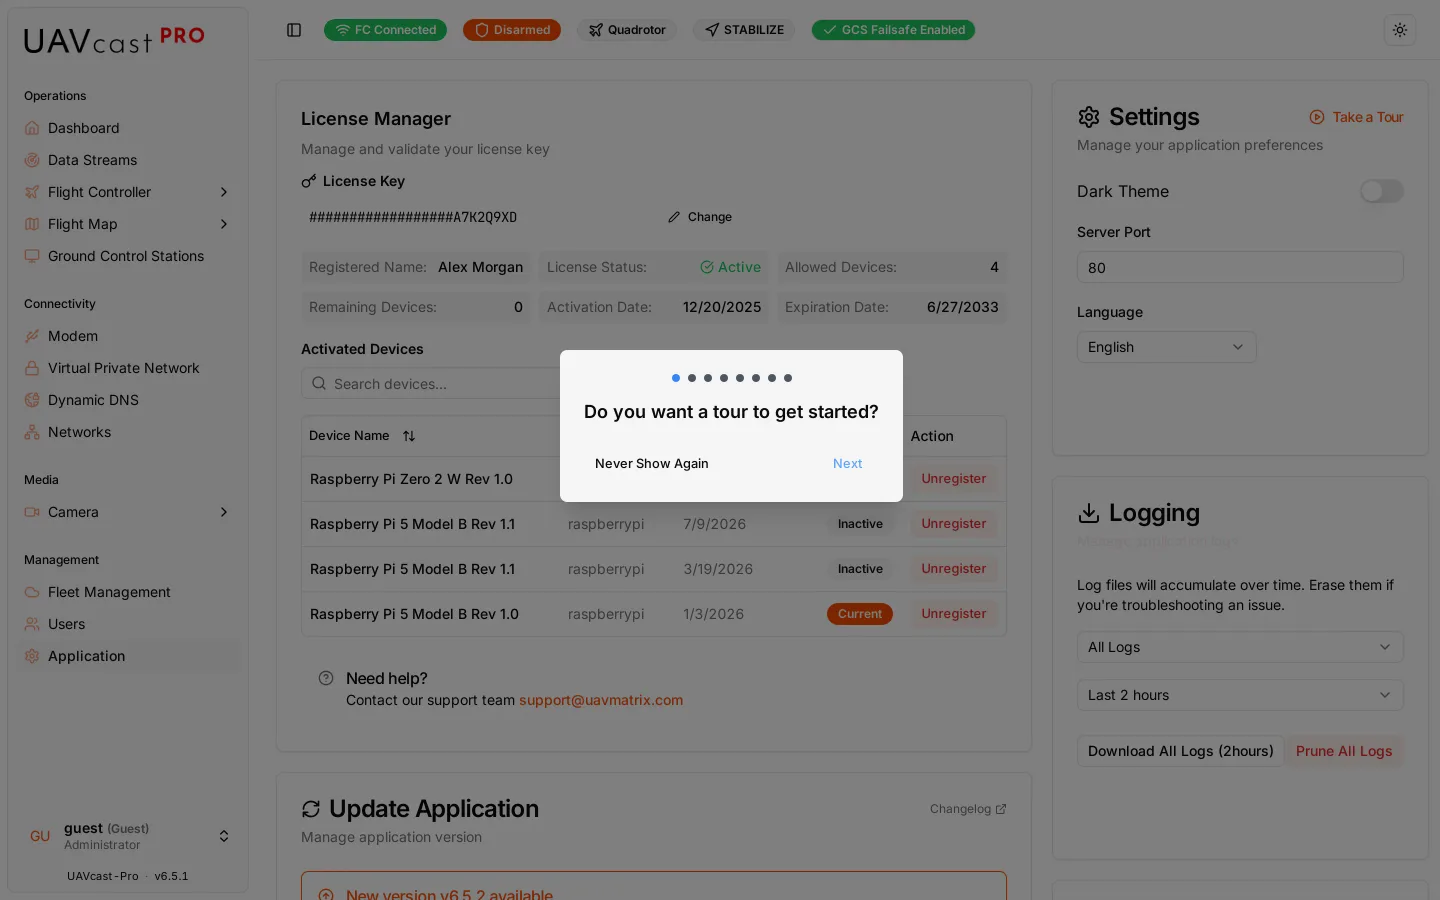 UAVcast PRO
Operations
Dashboard
Data Streams
Flight Controller
Flight Map
Ground Control Stations
Connectivity
Modem
Virtual Private Network
Dynamic DNS
Networks
Media
Camera
Management
Fleet Management
Users
Application
GU
guest (Guest)
Administrator
UAVcast-Pro · v6.5.1
FC Connected
Disarmed
Quadrotor
STABILIZE
GCS Failsafe Enabled
License Manager
Manage and validate your license key
License Key
##################A7K2Q9XD
Change
Registered Name: Alex Morgan
License Status: Active
Allowed Devices: 4
Remaining Devices: 0
Activation Date: 12/20/2025
Expiration Date: 6/27/2033
Activated Devices
Search devices...
Device Name
Action
Raspberry Pi Zero 2 W Rev 1.0
Unregister
Raspberry Pi 5 Model B Rev 1.1 raspberrypi 7/9/2026 Inactive Unregister
Raspberry Pi 5 Model B Rev 1.1 raspberrypi 3/19/2026 Inactive Unregister
Raspberry Pi 5 Model B Rev 1.0 raspberrypi 1/3/2026 Current Unregister
Need help?
Contact our support team support@uavmatrix.com
Update Application
Changelog
Manage application version
New version v6.5.2 available
Do you want a tour to get started?
Never Show Again
Next
Settings
Take a Tour
Manage your application preferences
Dark Theme
Server Port
80
Language
English
Logging
Manage application logs
Log files will accumulate over time. Erase them if
you're troubleshooting an issue.
All Logs
Last 2 hours
Download All Logs (2hours)
Prune All Logs